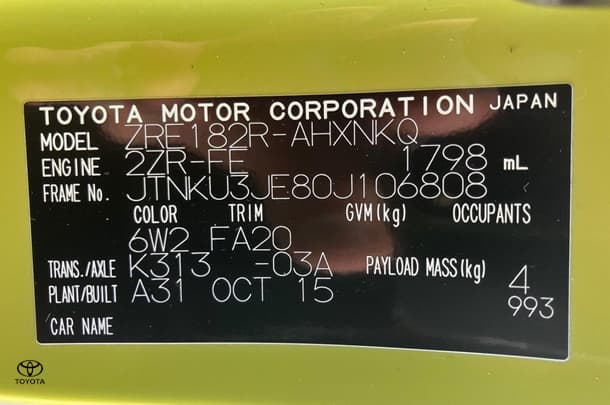 TOYOTA MOTOR CORPORATION JAPAN
MODEL ZRE182R-AHXNKQ
ENGINE 2ZR-FE 1798 mL
FRAME No. JTNKU3JE80J106808
COLOR TRIM GVM(kg) OCCUPANTS
6W2 FA20
TRANS./AXLE K313 -03A PAYLOAD MASS(kg) 4
PLANT/BUILT A31 OCT 15 993
CAR NAME
TOYOTA